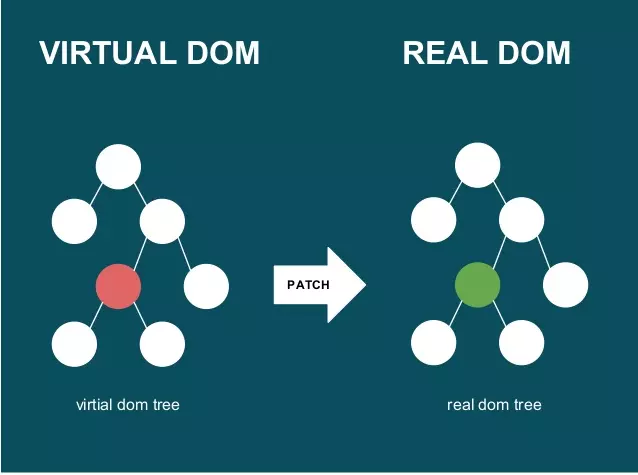 VIRTUAL DOM
REAL DOM
PATCH
virtial dom tree
real dom tree